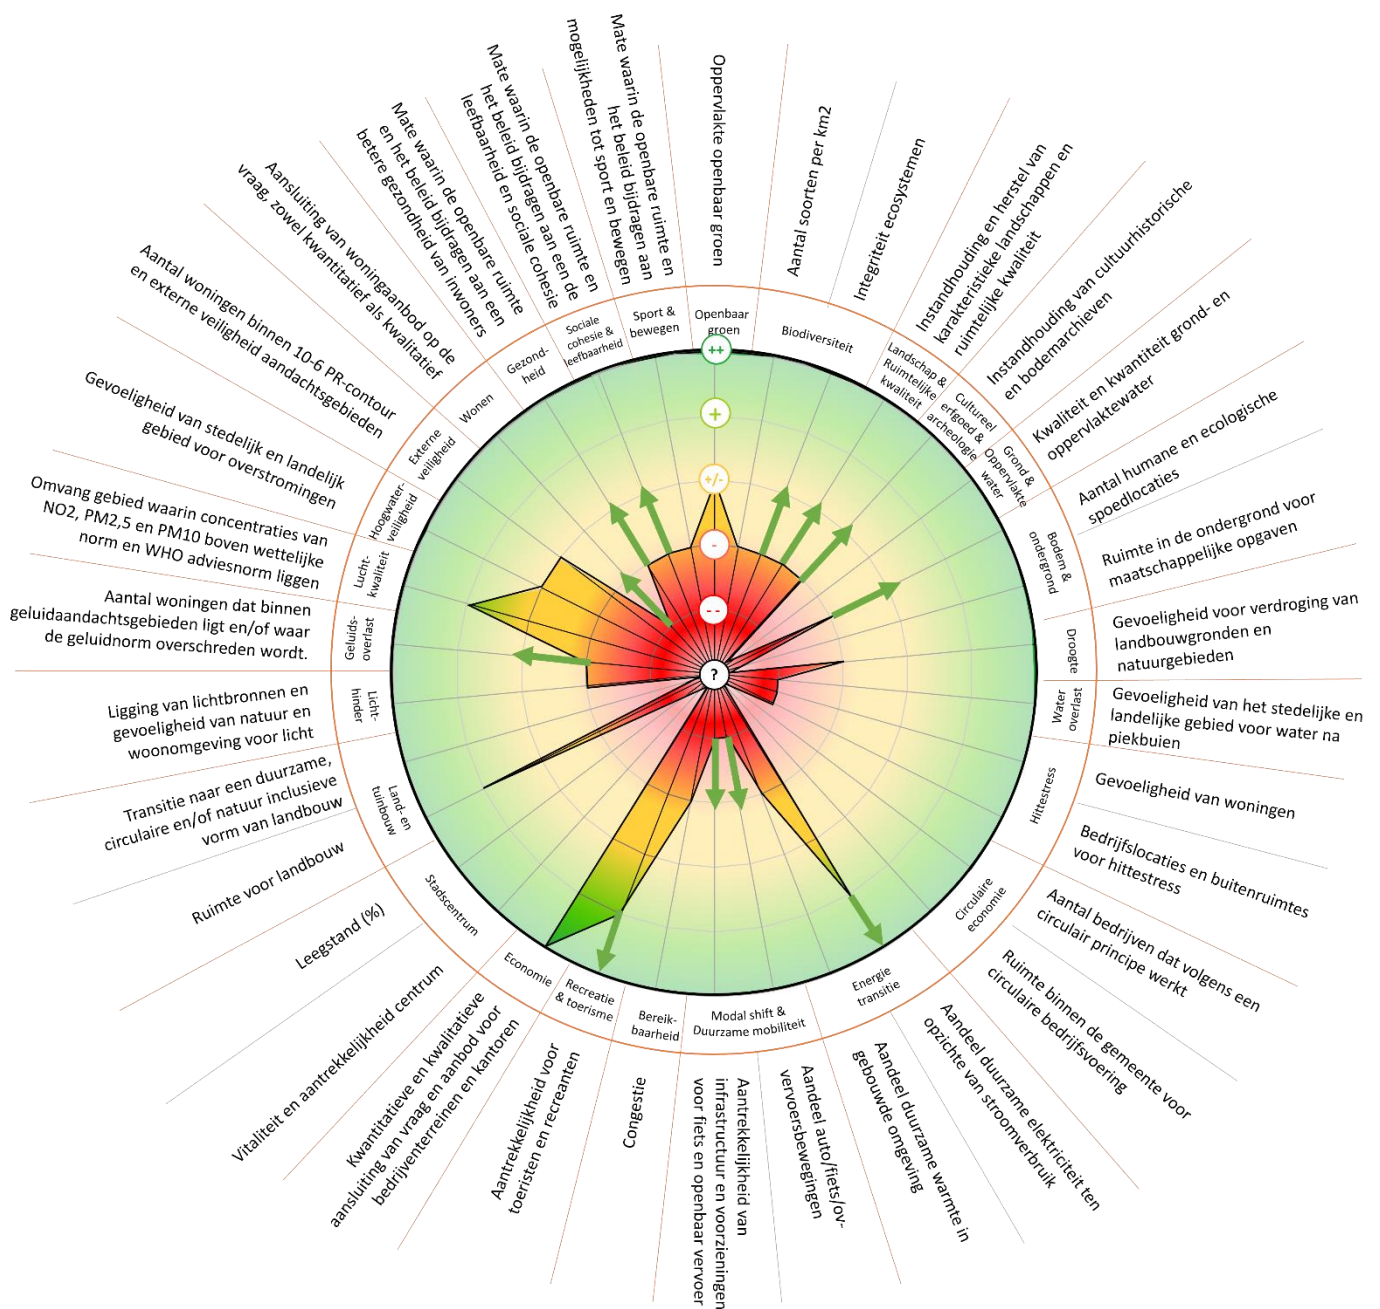 Oppervlakte openbaar groen
Aantal soorten per km2
Integriteit ecosystemen
Instandhouding en herstel van
karakteristieke landschappen en
ruimtelijke kwaliteit
Instandhouding van cultuurhistorische
en bodemarchieven
Kwaliteit en kwantiteit grond- en
oppervlaktewater
Aantal humane en ecologische
spoedlocaties
Ruimte in de ondergrond voor
maatschappelijke opgaven
Gevoeligheid voor verdroging van
landbouwgronden en
natuurgebieden
Gevoeligheid van het stedelijke en
landelijke gebied voor water na
piekbuien
Gevoeligheid van woningen
Bedrijfslocaties en buitenruimtes
voor hittestress
Aantal bedrijven dat volgens een
circulair principe werkt
Ruimte binnen de gemeente voor
circulaire bedrijfsvoering
Aandeel duurzame elektriciteit ten
opzichte van stroomverbruik
Aandeel duurzame warmte in
gebouwde omgeving
Aandeel auto/fiets/ov-
vervoersbewegingen
Aantrekkelijkheid van
infrastructuur en voorzieningen
voor fiets en openbaar vervoer
Congestie
Aantrekkelijkheid voor
toeristen en recreanten
Kwantitatieve en kwalitatieve
aansluiting van vraag en aanbod voor
bedrijventerreinen en kantoren
Vitaliteit en aantrekkelijkheid centrum
Leegstand (%)
Ruimte voor landbouw
Transitie naar een duurzame,
circulaire en/of natuur inclusieve
vorm van landbouw
Ligging van lichtbronnen en
gevoeligheid van natuur en
woonomgeving voor licht
Aantal woningen dat binnen
geluidaandachtsgebieden ligt en/of waar
de geluidnorm overschreden wordt.
Omvang gebied waarin concentraties van
NO2, PM2,5 en PM10 boven wettelijke
norm en WHO adviesnorm liggen
Gevoeligheid van stedelijk en landelijk
gebied voor overstromingen
Aantal woningen binnen 10-6 PR-contour
en externe veiligheid aandachtsgebieden
Aansluiting van woningaanbod op de
vraag, zowel kwantitatief als kwalitatief
Mate waarin de openbare ruimte
en het beleid bijdragen aan een
betere gezondheid van inwoners
Mate waarin de openbare ruimte en
het beleid bijdragen aan een de
leefbaarheid en sociale cohesie
Mate waarin de openbare ruimte en
het beleid bijdragen aan
mogelijkheden tot sport en bewegen
Openbaar
groen
Biodiversiteit
Landschap &
Ruimtelijke
kwaliteit
Cultureel
erfgoed &
archeologie
Grond &
Oppervlakte
water
Bodem &
ondergrond
Droogte
Water
overlast
Hittestress
Circulaire
economie
Energie
transitie
Modal shift &
Duurzame mobiliteit
Bereik-
baarheid
Recreatie
& toerisme
Economie
Stadscentrum
Land- en
tuinbouw
Licht-
hinder
Geluids-
overlast
Lucht-
kwaliteit
Hoogwater-
veiligheid
Externe
veiligheid
Wonen
Gezond-
heid
Sociale
cohesie &
leefbaarheid
Sport &
bewegen
++
+
+/-
-
--
?